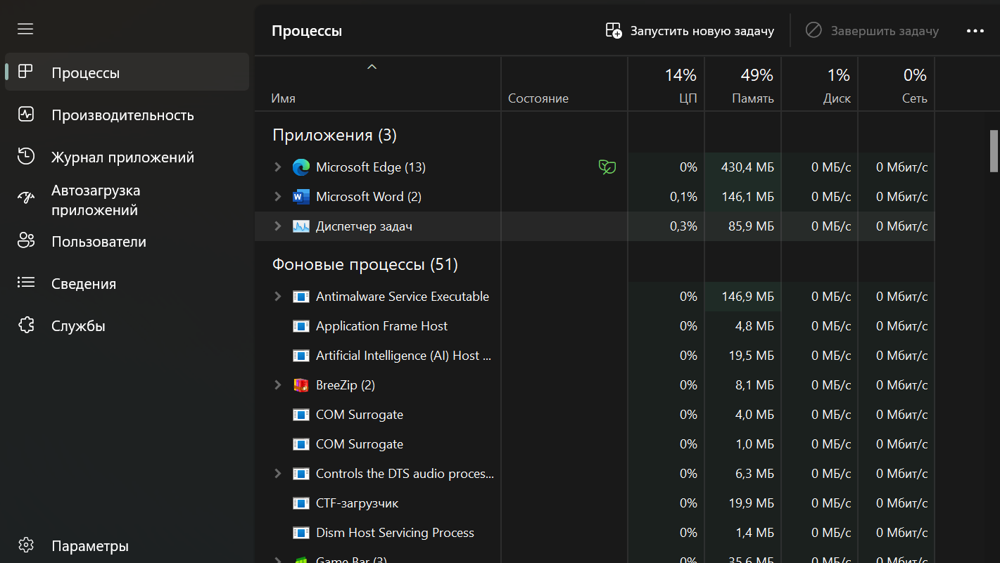 Процессы
Запустить новую задачу
Завершить задачу
Процессы
Производительность
Журнал приложений
Автозагрузка
приложений
Пользователи
Сведения
Службы
Параметры
14% 49% 1% 0%
Имя Состояние ЦП Память Диск Сеть
Приложения (3)
Microsoft Edge (13) 0% 430,4 МБ 0 МБ/с 0 Мбит/с
Microsoft Word (2) 0,1% 146,1 МБ 0 МБ/с 0 Мбит/с
Диспетчер задач 0,3% 85,9 МБ 0 МБ/с 0 Мбит/с
Фоновые процессы (51)
Antimalware Service Executable 0% 146,9 МБ 0 МБ/с 0 Мбит/с
Application Frame Host 0% 4,8 МБ 0 МБ/с 0 Мбит/с
Artificial Intelligence (AI) Host ... 0% 19,5 МБ 0 МБ/с 0 Мбит/с
BreeZip (2) 0% 8,1 МБ 0 МБ/с 0 Мбит/с
COM Surrogate 0% 4,0 МБ 0 МБ/с 0 Мбит/с
COM Surrogate 0% 1,0 МБ 0 МБ/с 0 Мбит/с
Controls the DTS audio proces... 0% 6,3 МБ 0 МБ/с 0 Мбит/с
CTF-загрузчик 0% 19,9 МБ 0 МБ/с 0 Мбит/с
Dism Host Servicing Process 0% 1,4 МБ 0 МБ/с 0 Мбит/с
Game Bar (3) 0% 35,6 МБ 0 МБ/с 0 Мбит/с